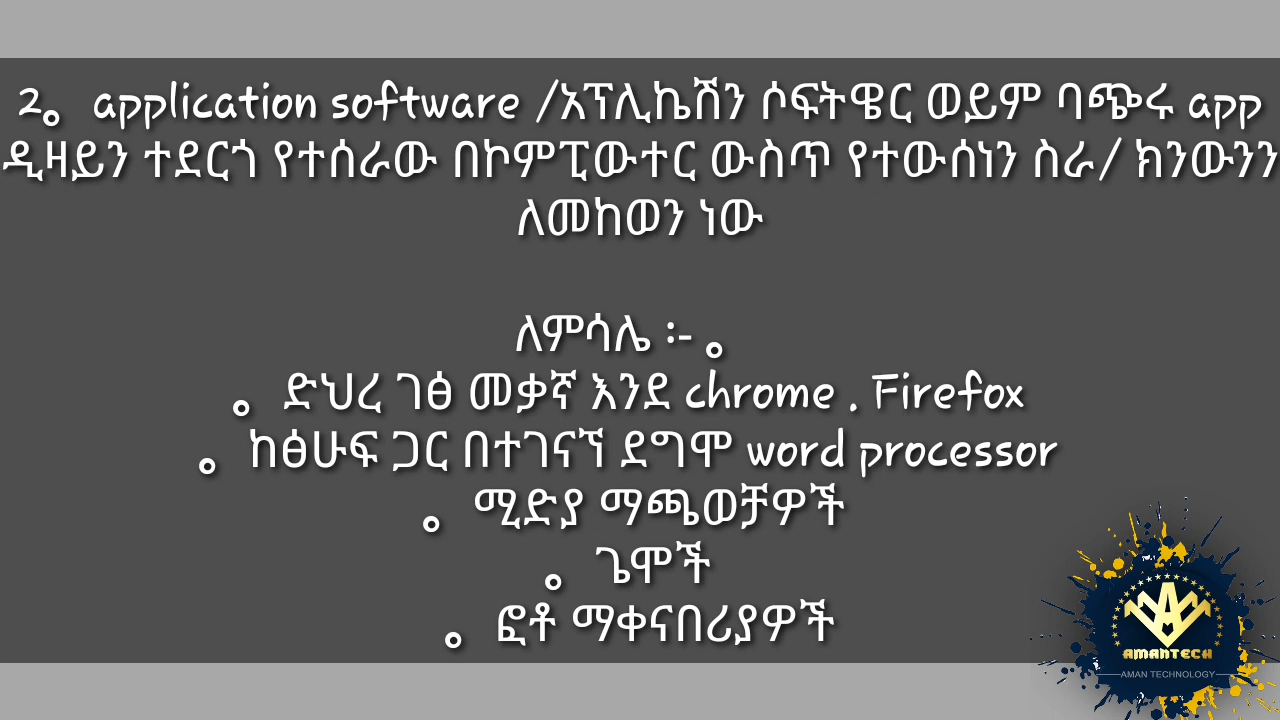 2。 application software /አፕሊኬሽን ሶፍትዌር ወይም ባጭሩ app
ዲዛይን ተደርጎ የተሰራው በኮምፒውተር ውስጥ የተውሰነን ስራ/ ክንውንን
ለመከወን ነው
ለምሳሌ ፡- 。
。 ድህረ ገፅ መቃኛ እንደ chrome . Firefox
。 ከፅሁፍ ጋር በተገናኘ ደግሞ word processor
。 ሚድያ ማጫወቻዎች
。 ጌሞች
。 ፎቶ ማቀናበሪያዎች
AMANTECH
AMAN TECHNOLOGY